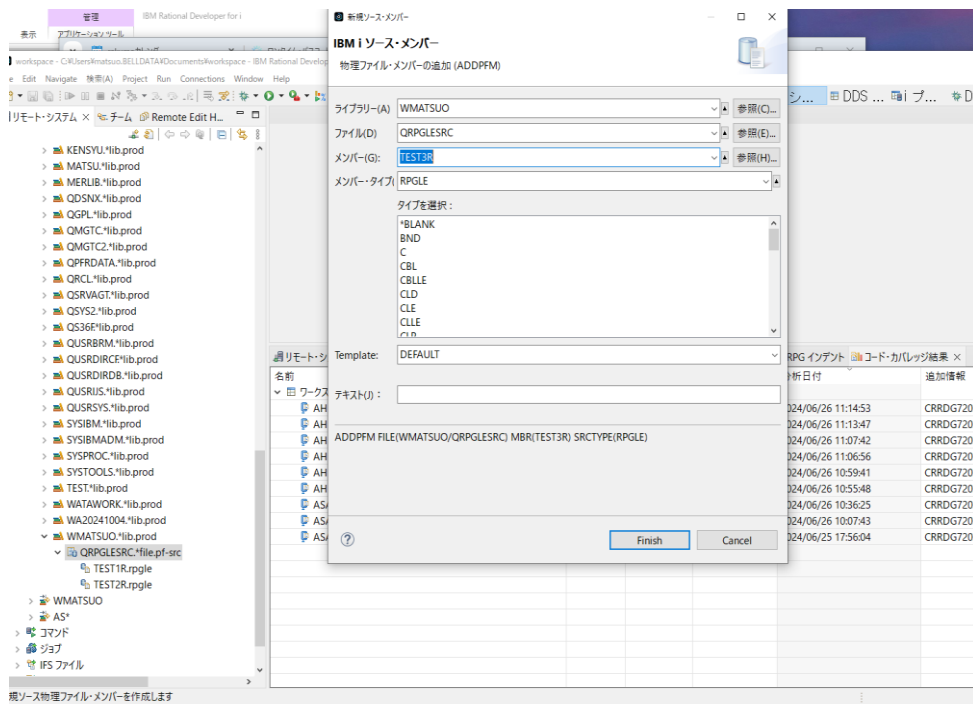 管理
IBM Rational Developer for i
表示
アプリケーション ツール
workspace - C:¥Users¥matsuo.BELLDATA¥Documents¥workspace - IBM Rational Develop
Edit Navigate 検索(A) Project Run Connections Window Help
リモート・システム
チーム
Remote Edit H...
KENSYU.*lib.prod
MATSU.*lib.prod
MERLIB.*lib.prod
QDSNX.*lib.prod
QGPL.*lib.prod
QMGTC.*lib.prod
QMGTC2.*lib.prod
QPFRDATA.*lib.prod
QRCL.*lib.prod
QSRVAGT.*lib.prod
QSYS2.*lib.prod
QS36F.*lib.prod
QUSRBRM.*lib.prod
QUSRDIRCF.*lib.prod
QUSRDIRDB.*lib.prod
QUSRIJS.*lib.prod
QUSRSYS.*lib.prod
SYSIBM.*lib.prod
SYSIBMADM.*lib.prod
SYSPROC.*lib.prod
SYSTOOLS.*lib.prod
TEST.*lib.prod
WATAWORK.*lib.prod
WA20241004.*lib.prod
WMATSUO.*lib.prod
QRPGLESRC.*file.pf-src
TEST1R.rpgle
TEST2R.rpgle
WMATSUO
AS*
コマンド
ジョブ
IFS ファイル
規ソース物理ファイル・メンバーを作成します
新規ソース・メンバー
IBM i ソース・メンバー
物理ファイル・メンバーの追加 (ADDPFM)
ライブラリー(A) WMATSUO 参照(C)...
ファイル(D) QRPGLESRC 参照(E)...
メンバー(G): TEST3R 参照(H)...
メンバー・タイプ( RPGLE
タイプを選択 :
*BLANK
BND
C
CBL
CBLLE
CLD
CLE
CLLE
CLP
Template: DEFAULT
テキスト(J) :
ADDPFM FILE(WMATSUO/QRPGLESRC) MBR(TEST3R) SRCTYPE(RPGLE)
Finish
Cancel
シ...
DDS ...
i プ...
D
リモート・シ
RPG インデント
コード・カバレッジ結果
名前
析日付
追加情報
ワークス
AH
024/06/26 11:14:53 CRRDG720
AH
024/06/26 11:13:47 CRRDG720
AH
024/06/26 11:07:42 CRRDG720
AH
024/06/26 11:06:56 CRRDG720
AH
024/06/26 10:59:41 CRRDG720
AH
024/06/26 10:55:48 CRRDG720
AS
024/06/26 10:36:25 CRRDG720
AS
024/06/26 10:07:43 CRRDG720
AS
024/06/25 17:56:04 CRRDG720